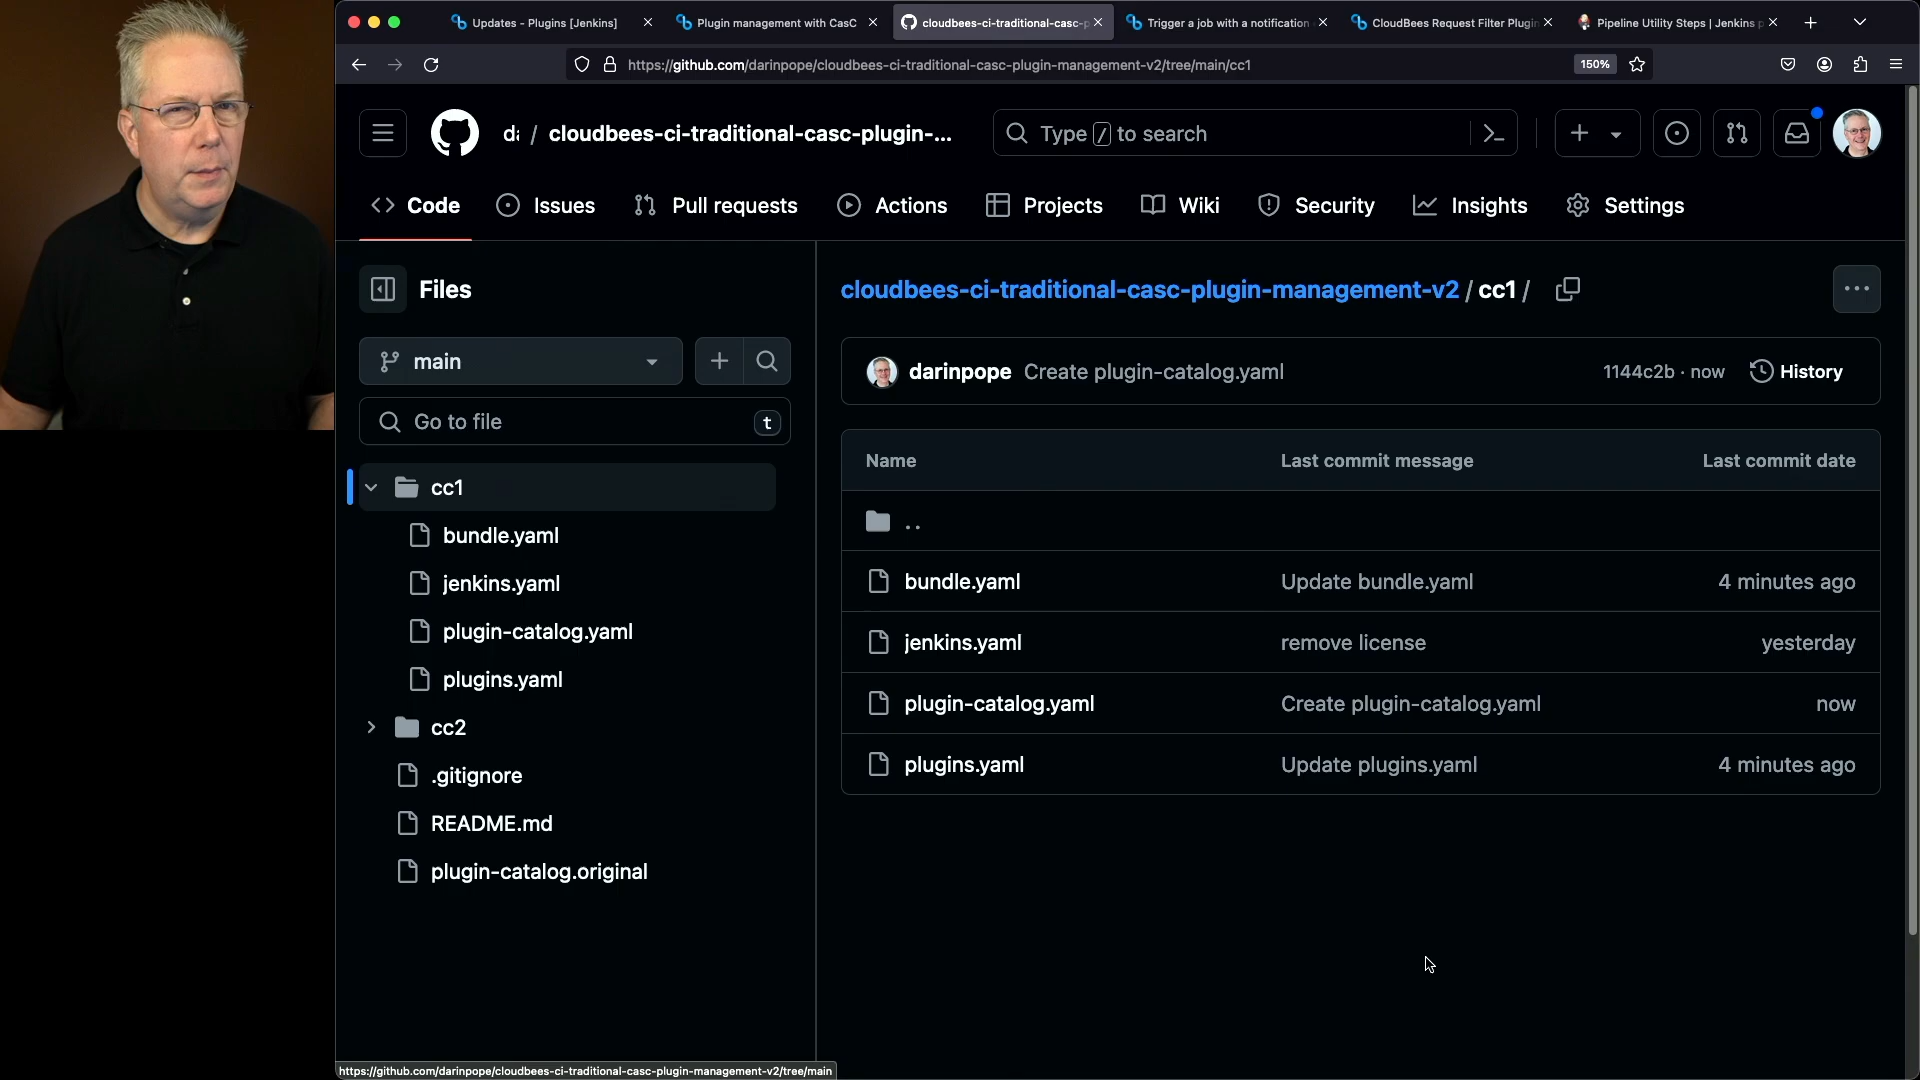 Updates - Plugins [Jenkins]
Plugin management with CasC
cloudbees-ci-traditional-casc-p
Trigger a job with a notification
CloudBees Request Filter Plugin
Pipeline Utility Steps | Jenkins p
https://github.com/darinpope/cloudbees-ci-traditional-casc-plugin-management-v2/tree/main/cc1
150%
/ cloudbees-ci-traditional-casc-plugin-...
Type / to search
Code
Issues
Pull requests
Actions
Projects
Wiki
Security
Insights
Settings
Files
main
Go to file
t
cc1
bundle.yaml
jenkins.yaml
plugin-catalog.yaml
plugins.yaml
cc2
.gitignore
README.md
plugin-catalog.original
cloudbees-ci-traditional-casc-plugin-management-v2 / cc1 /
darinpope Create plugin-catalog.yaml
1144c2b · now
History
Name Last commit message Last commit date
..
bundle.yaml Update bundle.yaml 4 minutes ago
jenkins.yaml remove license yesterday
plugin-catalog.yaml Create plugin-catalog.yaml now
plugins.yaml Update plugins.yaml 4 minutes ago
https://github.com/darinpope/cloudbees-ci-traditional-casc-plugin-management-v2/tree/main